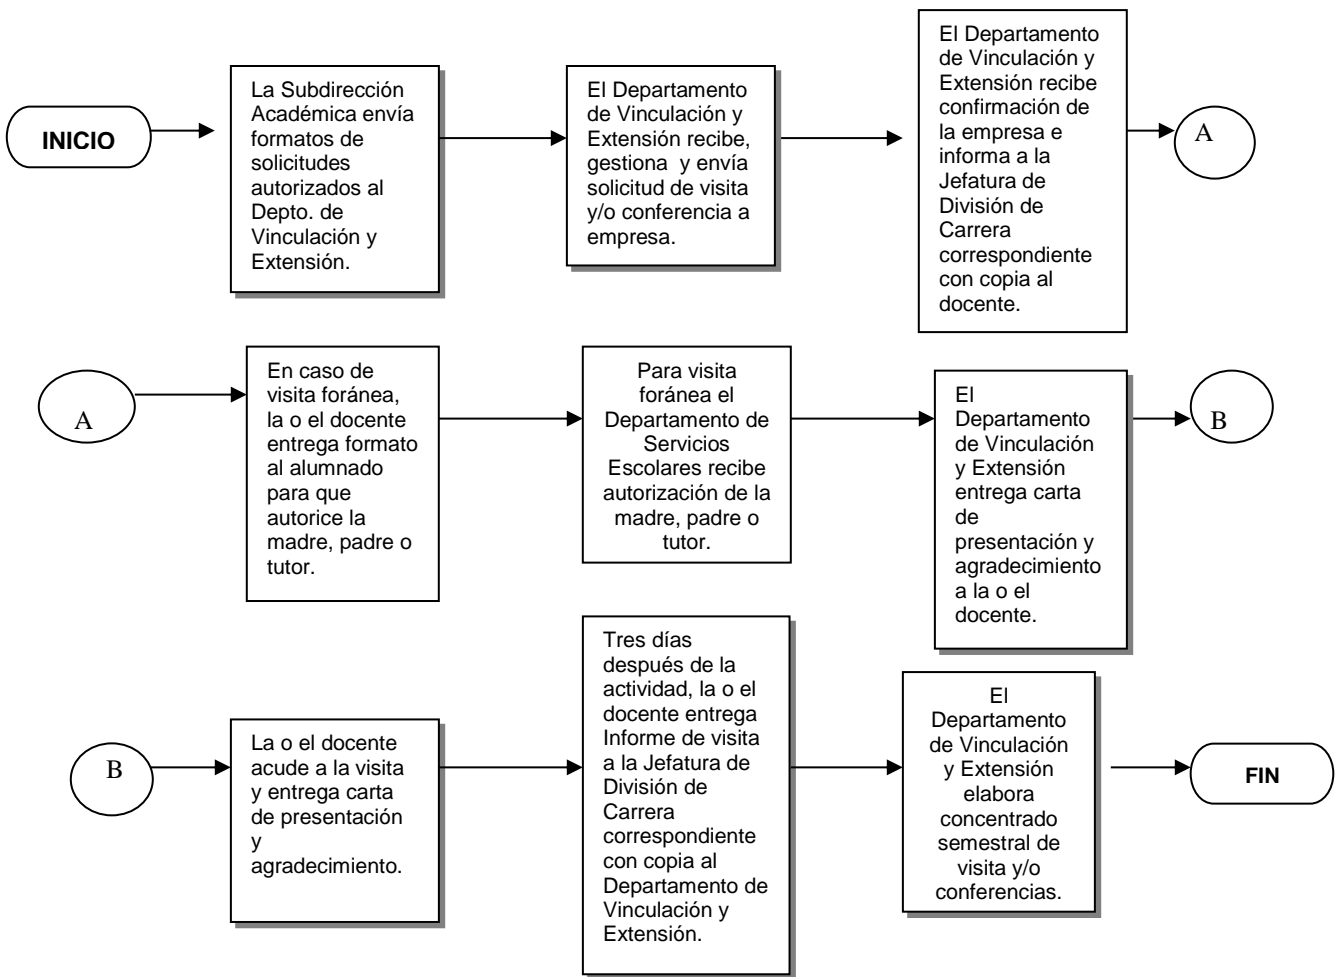 INICIO
La Subdirección
Académica envía
formatos de
solicitudes
autorizados al
Depto. de
Vinculación y
Extensión.
El Departamento
de Vinculación y
Extensión recibe,
gestiona y envía
solicitud de visita
y/o conferencia a
empresa.
El Departamento
de Vinculación y
Extensión recibe
confirmación de
la empresa e
informa a la
Jefatura de
División de
Carrera
correspondiente
con copia al
docente.
A
A
En caso de
visita foránea,
la o el docente
entrega formato
al alumnado
para que
autorice la
madre, padre o
tutor.
Para visita
foránea el
Departamento de
Servicios
Escolares recibe
autorización de la
madre, padre o
tutor.
El
Departamento
de Vinculación
y Extensión
entrega carta
de
presentación y
agradecimiento
a la o el
docente.
B
B
La o el docente
acude a la visita
y entrega carta
de presentación
y
agradecimiento.
Tres días
después de la
actividad, la o el
docente entrega
Informe de visita
a la Jefatura de
División de
Carrera
correspondiente
con copia al
Departamento de
Vinculación y
Extensión.
El
Departamento
de Vinculación
y Extensión
elabora
concentrado
semestral de
visita y/o
conferencias.
FIN